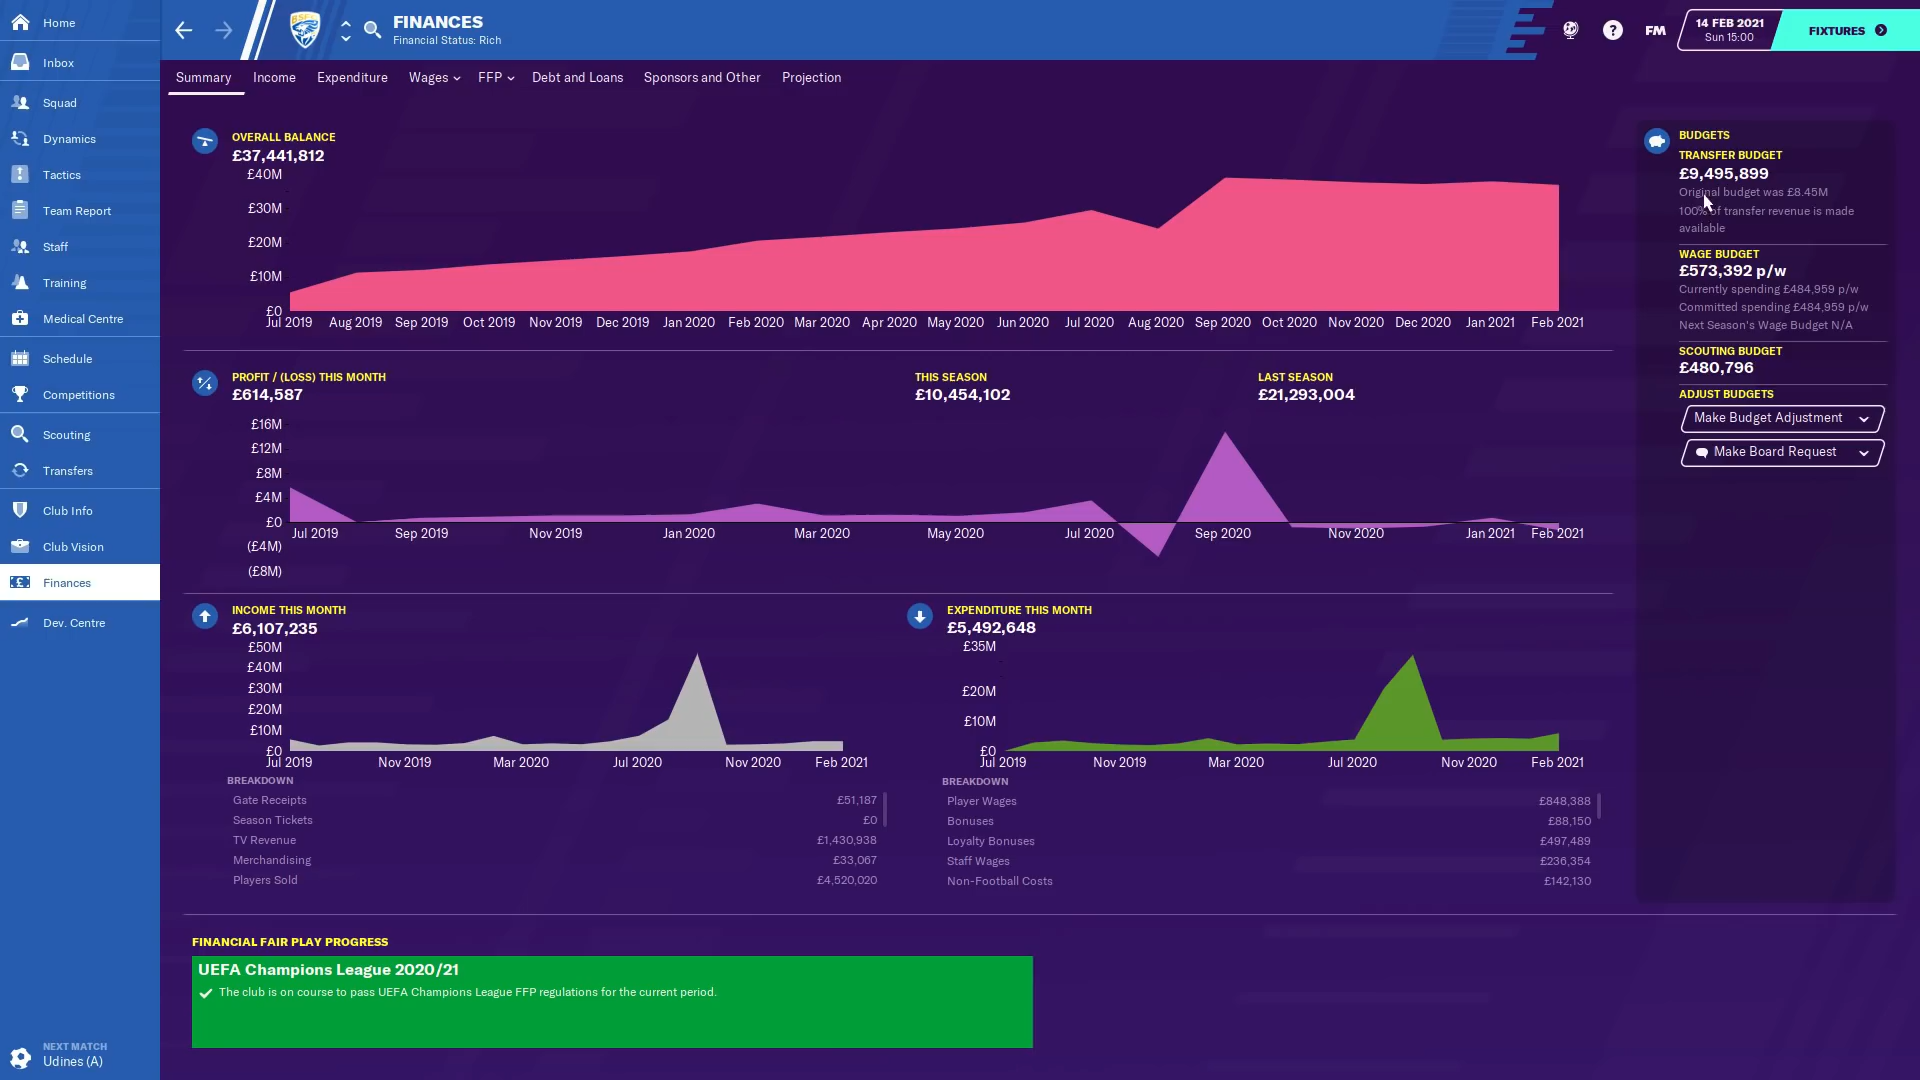 Home
Inbox
Squad
Dynamics
Tactics
Team Report
Staff
Training
Medical Centre
Schedule
Competitions
Scouting
Transfers
Club Info
Club Vision
Finances
Dev. Centre
NEXT MATCH
Udines (A)
FINANCES
Financial Status: Rich
FM
14 FEB 2021
Sun 15:00
FIXTURES
Summary Income Expenditure Wages FFP Debt and Loans Sponsors and Other Projection
OVERALL BALANCE
£37,441,812
£40M
£30M
£20M
£10M
£0
Jul 2019 Aug 2019 Sep 2019 Oct 2019 Nov 2019 Dec 2019 Jan 2020 Feb 2020 Mar 2020 Apr 2020 May 2020 Jun 2020 Jul 2020 Aug 2020 Sep 2020 Oct 2020 Nov 2020 Dec 2020 Jan 2021 Feb 2021
PROFIT / (LOSS) THIS MONTH
£614,587
THIS SEASON
£10,454,102
LAST SEASON
£21,293,004
£16M
£12M
£8M
£4M
£0
(£4M)
(£8M)
Jul 2019 Sep 2019 Nov 2019 Jan 2020 Mar 2020 May 2020 Jul 2020 Sep 2020 Nov 2020 Jan 2021 Feb 2021
INCOME THIS MONTH
£6,107,235
£50M
£40M
£30M
£20M
£10M
£0
Jul 2019 Nov 2019 Mar 2020 Jul 2020 Nov 2020 Feb 2021
BREAKDOWN
Gate Receipts £51,187
Season Tickets £0
TV Revenue £1,430,938
Merchandising £33,067
Players Sold £4,520,020
EXPENDITURE THIS MONTH
£5,492,648
£35M
£20M
£10M
£0
Jul 2019 Nov 2019 Mar 2020 Jul 2020 Nov 2020 Feb 2021
BREAKDOWN
Player Wages £848,388
Bonuses £88,150
Loyalty Bonuses £497,489
Staff Wages £236,354
Non-Football Costs £142,130
FINANCIAL FAIR PLAY PROGRESS
UEFA Champions League 2020/21
The club is on course to pass UEFA Champions League FFP regulations for the current period.
BUDGETS
TRANSFER BUDGET
£9,495,899
Original budget was £8.45M
100% of transfer revenue is made
available
WAGE BUDGET
£573,392 p/w
Currently spending £484,959 p/w
Committed spending £484,959 p/w
Next Season's Wage Budget N/A
SCOUTING BUDGET
£480,796
ADJUST BUDGETS
Make Budget Adjustment
Make Board Request